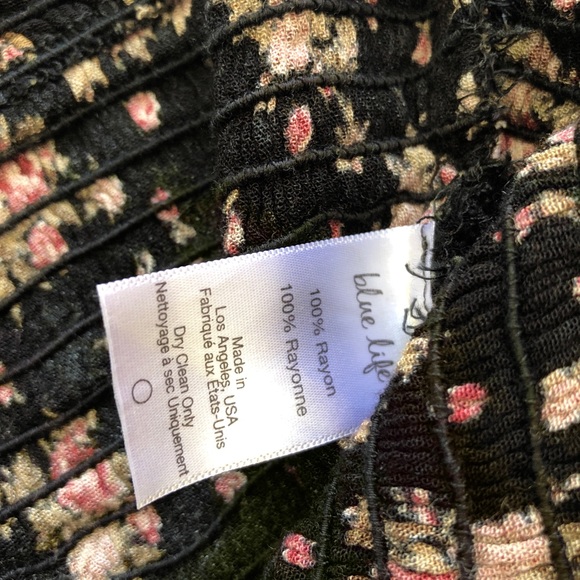 blue life
100% Rayon
100% Rayonne
Made in
Los Angeles, USA
Fabriqué aux États-Unis
Dry Clean Only
Nettoyage à sec Uniquement